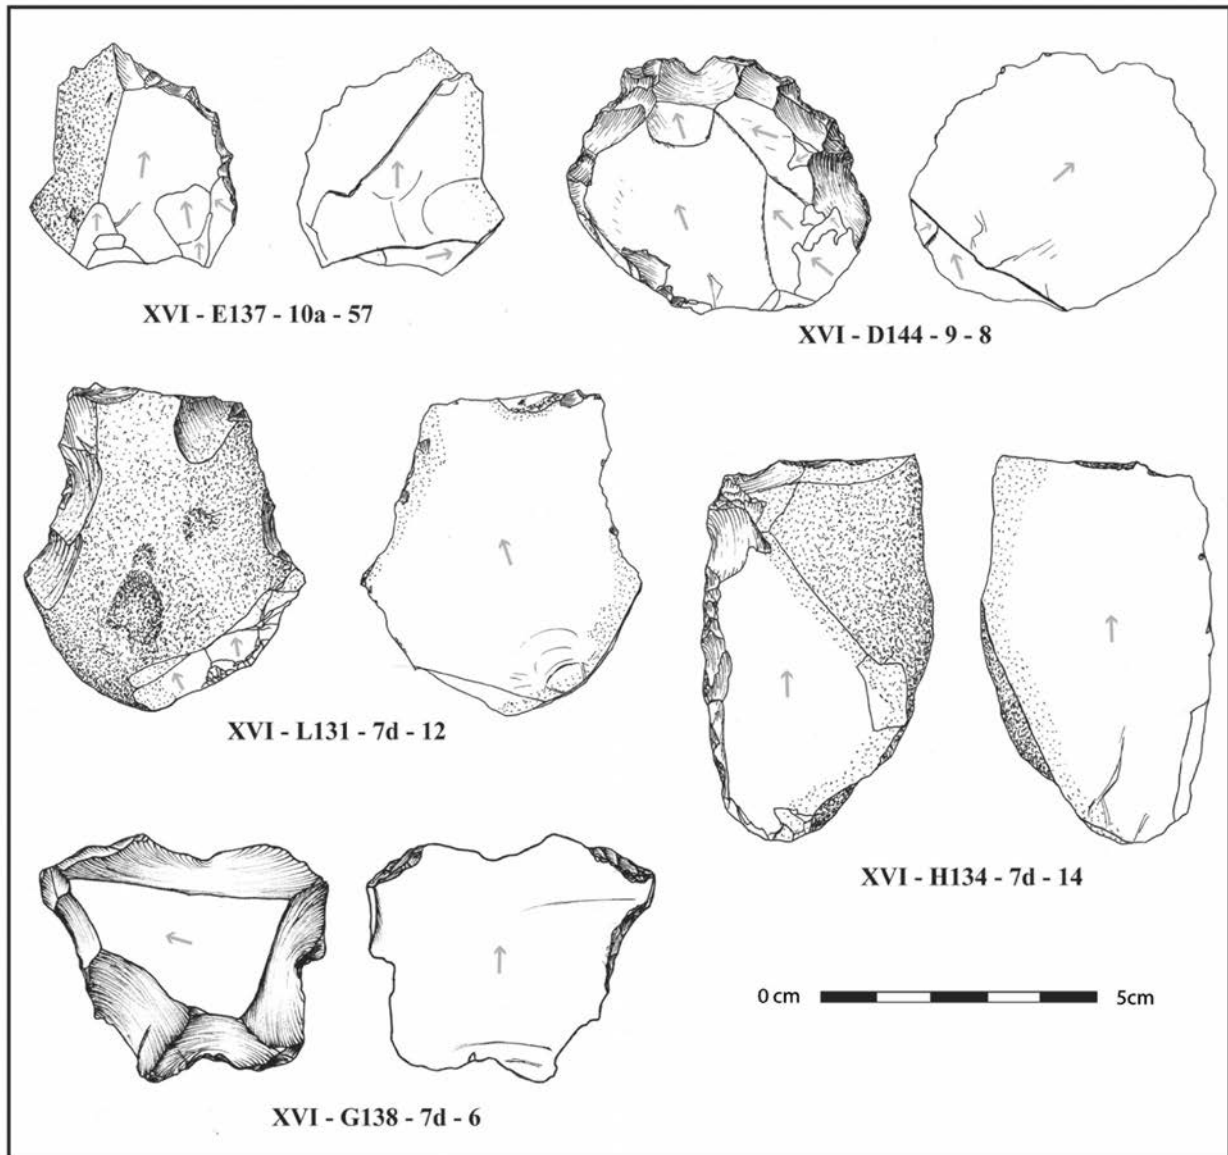 XVI - E137 - 10a - 57
XVI - D144 - 9 - 8
XVI - L131 - 7d - 12
XVI - H134 - 7d - 14
0 cm 5cm
XVI - G138 - 7d - 6